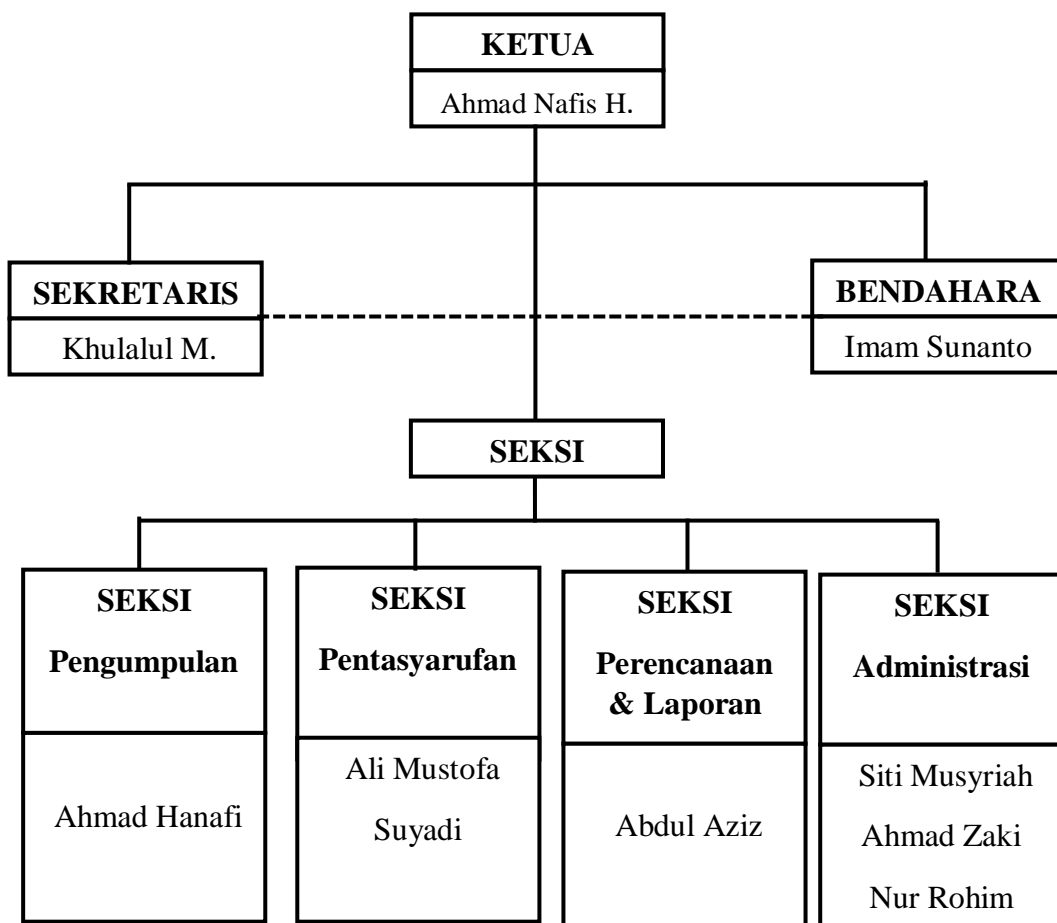 KETUA
Ahmad Nafis H.
SEKRETARIS
Khulalul M.
BENDAHARA
Imam Sunanto
SEKSI
SEKSI
Pengumpulan
Ahmad Hanafi
SEKSI
Pentasyarufan
Ali Mustofa
Suyadi
SEKSI
Perencanaan
& Laporan
Abdul Aziz
SEKSI
Administrasi
Siti Musyriah
Ahmad Zaki
Nur Rohim